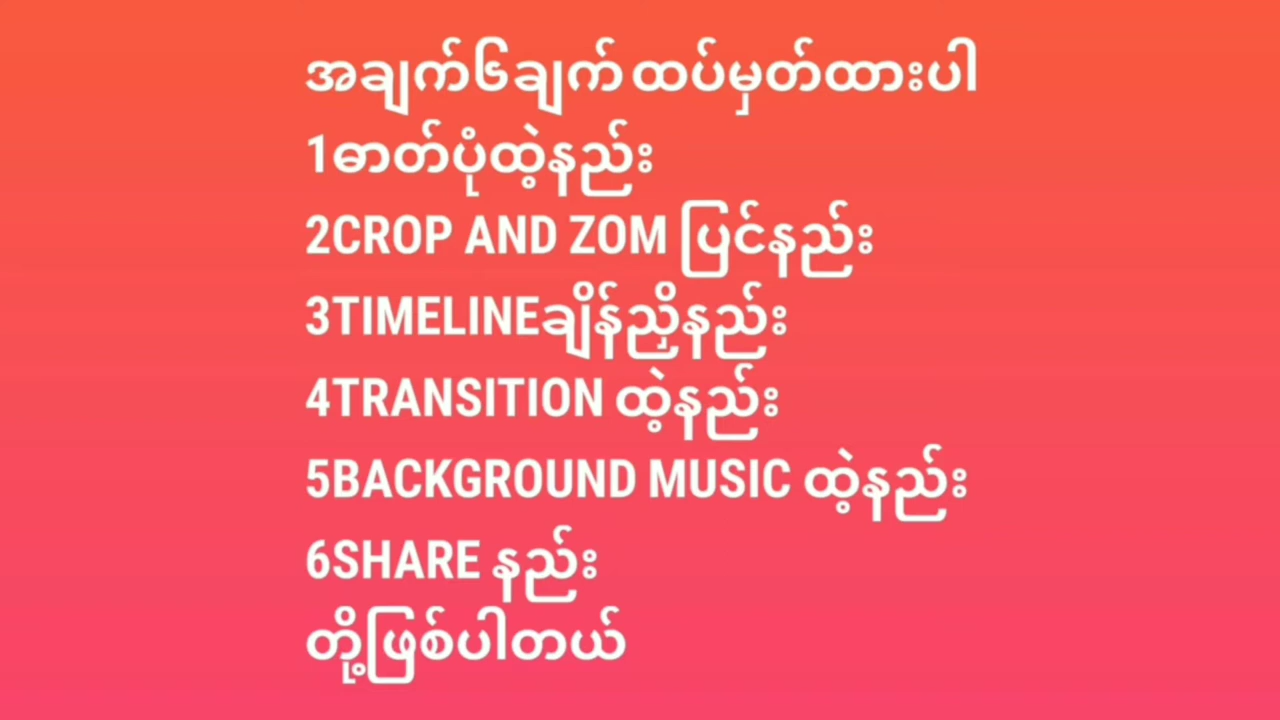 အချက်၆ချက် ထပ်မှတ်ထားပါ
1ဓာတ်ပုံထဲ့နည်း
2CROP AND ZOM ပြင်နည်း
3TIMELINEချိန်ညှိနည်း
4TRANSITION ထဲ့နည်း
5BACKGROUND MUSIC ထဲ့နည်း
6SHARE နည်း
တို့ဖြစ်ပါတယ်